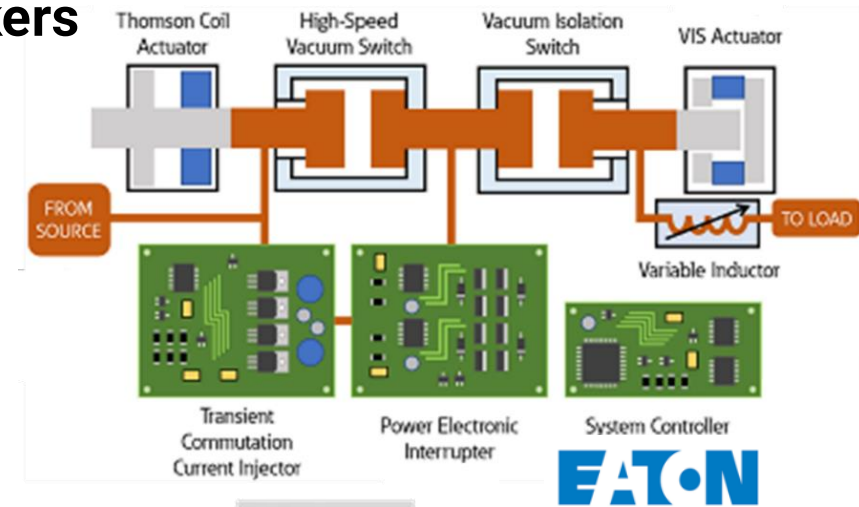 kers
Thomson Coil
Actuator
High-Speed
Vacuum Switch
Vacuum Isolation
Switch
VIS Actuator
FROM
SOURCE
TO LOAD
Variable Inductor
Transient
Commutation
Current Injector
Power Electronic
Interrupter
System Controller
EATON